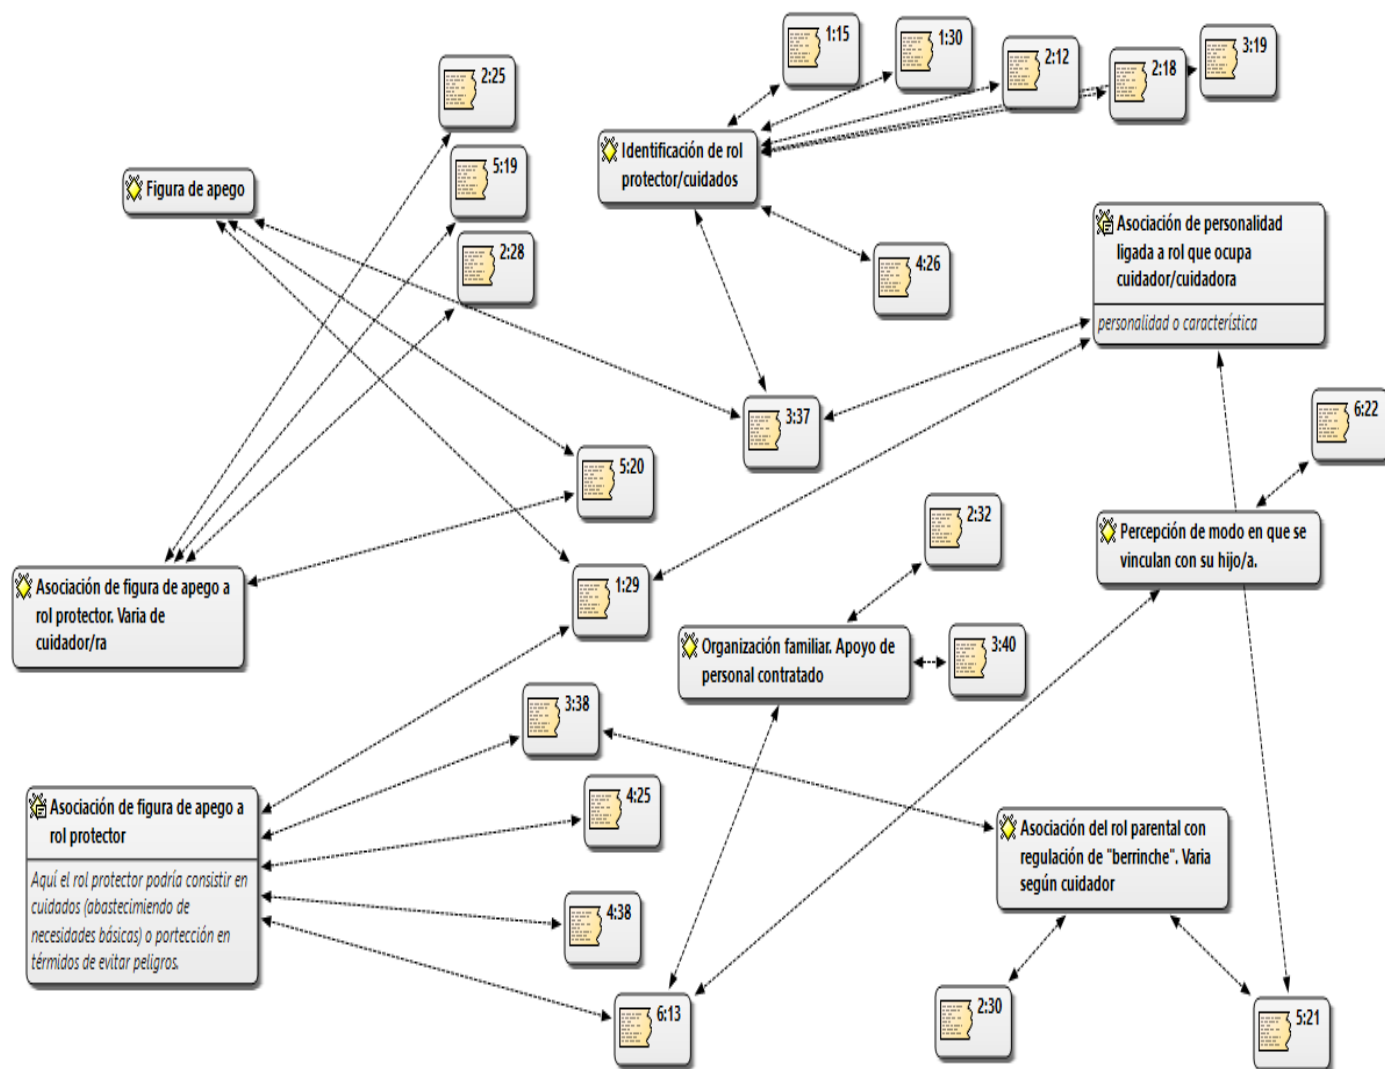 1:15
1:30
2:12
2:18
3:19
2:25
Identificación de rol
protector/cuidados
5:19
Figura de apego
2:28
4:26
Asociación de personalidad
ligada a rol que ocupa
cuidador/cuidadora
personalidad o característica
3:37
6:22
5:20
2:32
Percepción de modo en que se
vinculan con su hijo/a.
Asociación de figura de apego a
rol protector. Varia de
cuidador/ra
1:29
Organización familiar. Apoyo de
personal contratado
3:40
3:38
Asociación de figura de apego a
rol protector
Aquí el rol protector podría consistir en
cuidados (abastecimiento de
necesidades básicas) o portección en
térmidos de evitar peligros.
4:25
Asociación del rol parental con
regulación de "berrinche". Varia
según cuidador
4:38
6:13
2:30
5:21